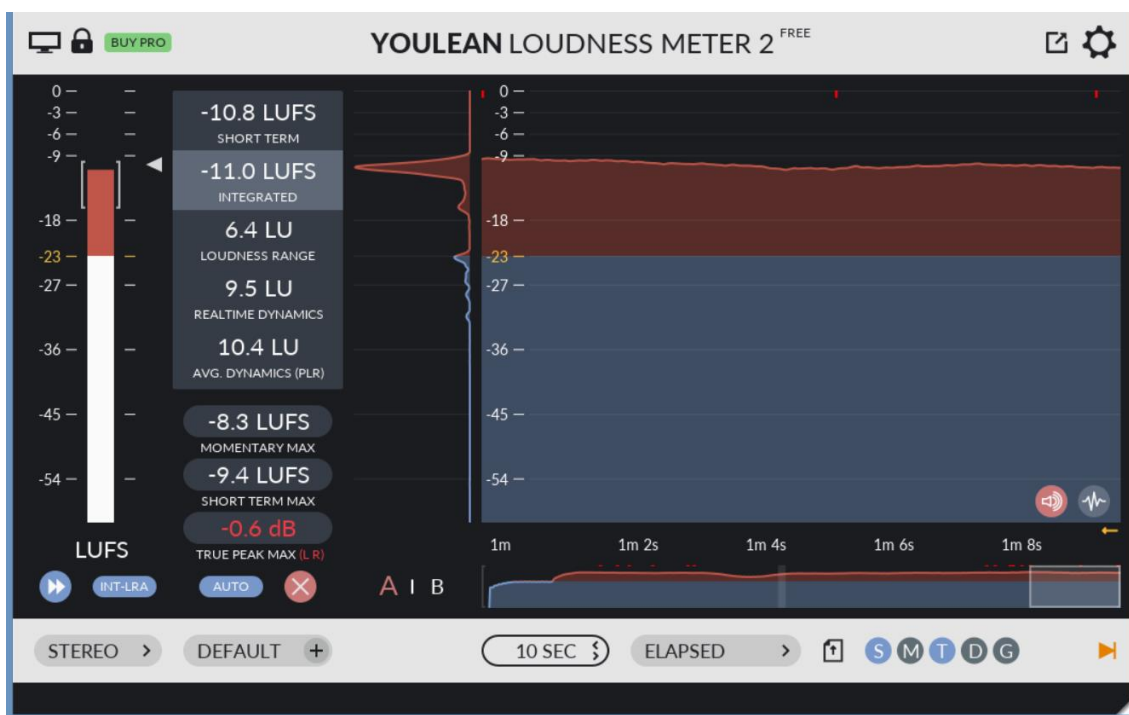 BUY PRO
YOULEAN LOUDNESS METER 2 FREE
0
-3
-6
-9
-18
-23
-27
-36
-45
-54
LUFS
INT-LRA
-10.8 LUFS
SHORT TERM
-11.0 LUFS
INTEGRATED
6.4 LU
LOUDNESS RANGE
9.5 LU
REALTIME DYNAMICS
10.4 LU
AVG. DYNAMICS (PLR)
-8.3 LUFS
MOMENTARY MAX
-9.4 LUFS
SHORT TERM MAX
-0.6 dB
TRUE PEAK MAX (L R)
AUTO
A I B
0
-3
-6
-9
-18
-23
-27
-36
-45
-54
1m 1m 2s 1m 4s 1m 6s 1m 8s
STEREO > DEFAULT + 10 SEC ELAPSED > S M T D G